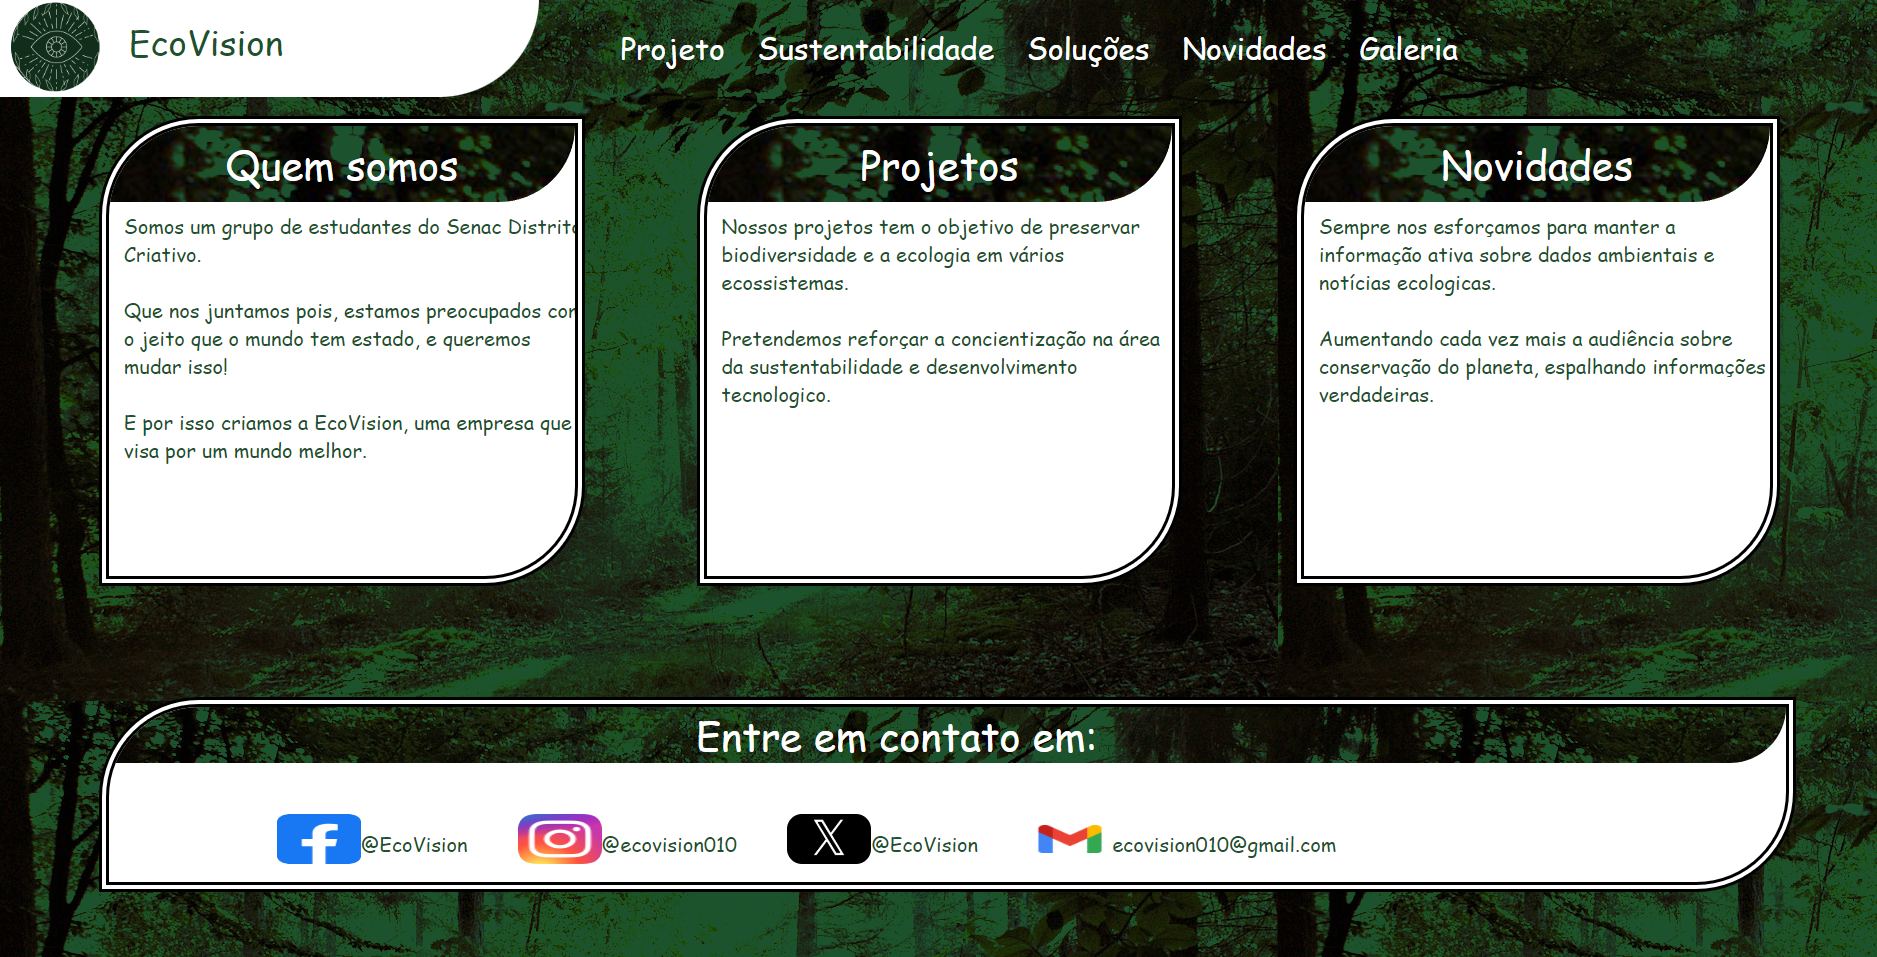 EcoVision
Projeto Sustentabilidade Soluções Novidades Galeria
Quem somos
Somos um grupo de estudantes do Senac Distrito
Criativo.
Que nos juntamos pois, estamos preocupados com
o jeito que o mundo tem estado, e queremos
mudar isso!
E por isso criamos a EcoVision, uma empresa que
visa por um mundo melhor.
Projetos
Nossos projetos tem o objetivo de preservar
biodiversidade e a ecologia em vários
ecossistemas.
Pretendemos reforçar a concientização na área
da sustentabilidade e desenvolvimento
tecnologico.
Novidades
Sempre nos esforçamos para manter a
informação ativa sobre dados ambientais e
notícias ecologicas.
Aumentando cada vez mais a audiência sobre
conservação do planeta, espalhando informações
verdadeiras.
Entre em contato em:
@EcoVision @ecovision010 @EcoVision ecovision010@gmail.com